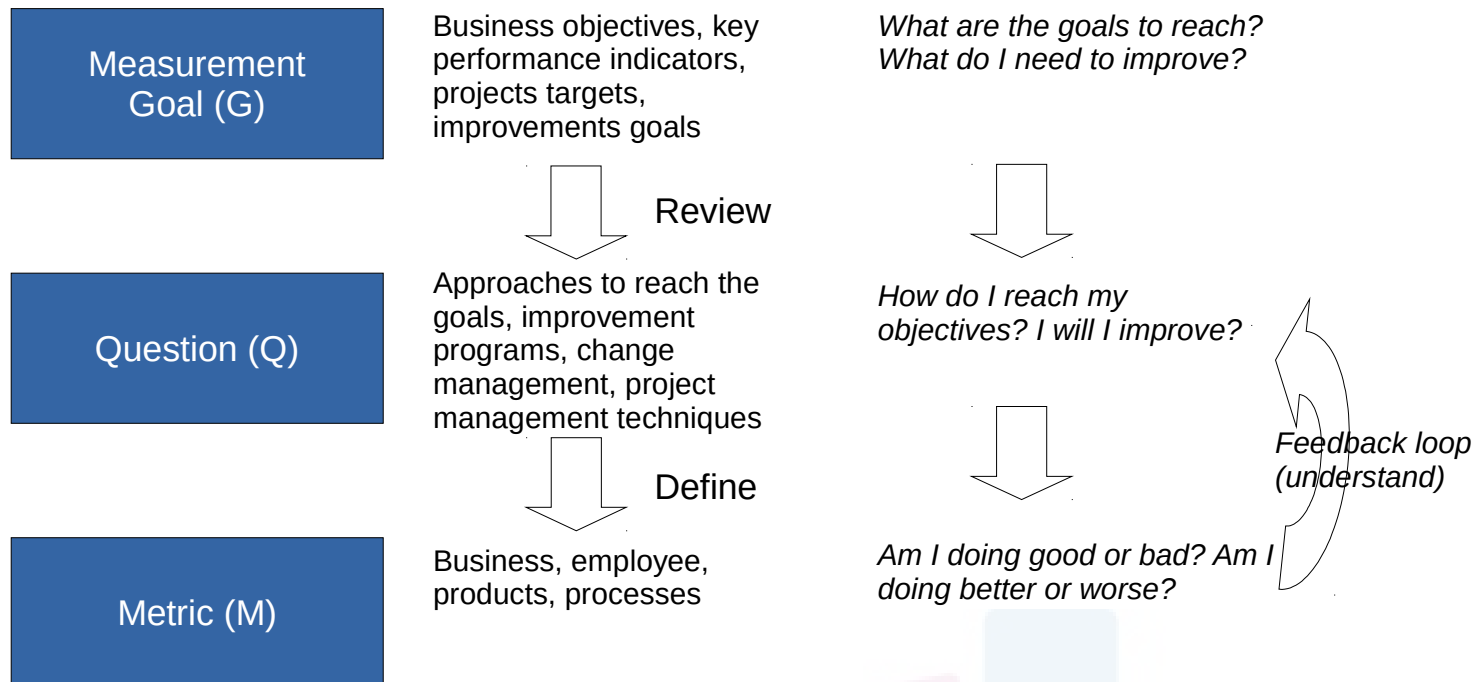 Measurement
Goal (G)
Business objectives, key
performance indicators,
projects targets,
improvements goals
What are the goals to reach?
What do I need to improve?
Review
Question (Q)
Approaches to reach the
goals, improvement
programs, change
management, project
management techniques
How do I reach my
objectives? I will I improve?
Feedback loop
(understand)
Define
Metric (M)
Business, employee,
products, processes
Am I doing good or bad? Am I
doing better or worse?